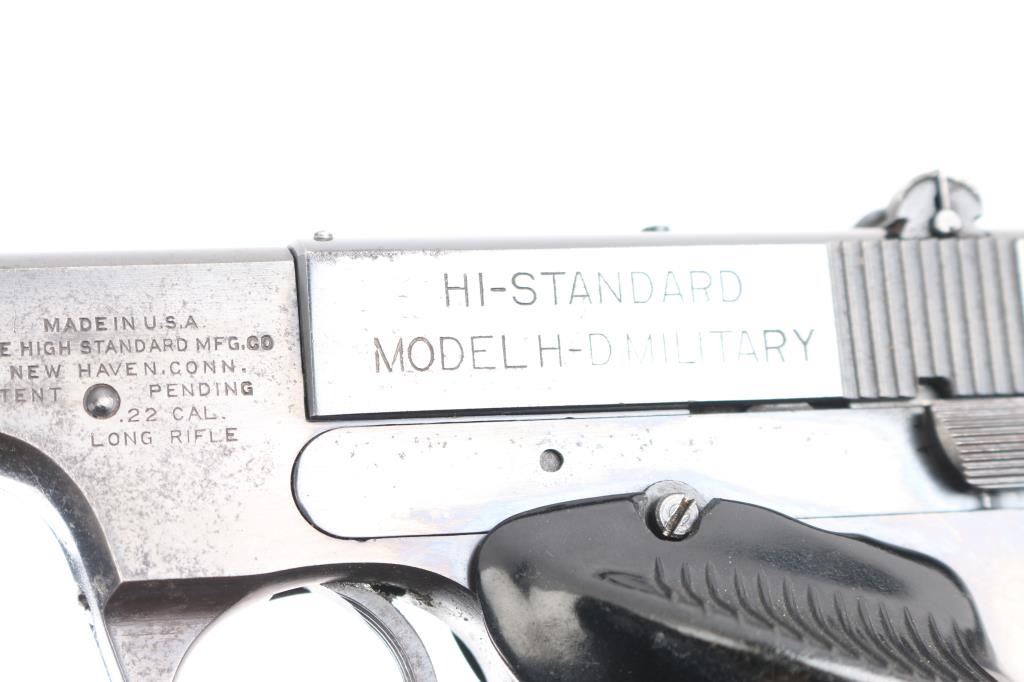 HI-STANDARD
MODEL H-D MILITARY
MADE IN U.S.A.
E HIGH STANDARD MFG.CO
NEW HAVEN.CONN.
TENT PENDING
.22 CAL.
LONG RIFLE